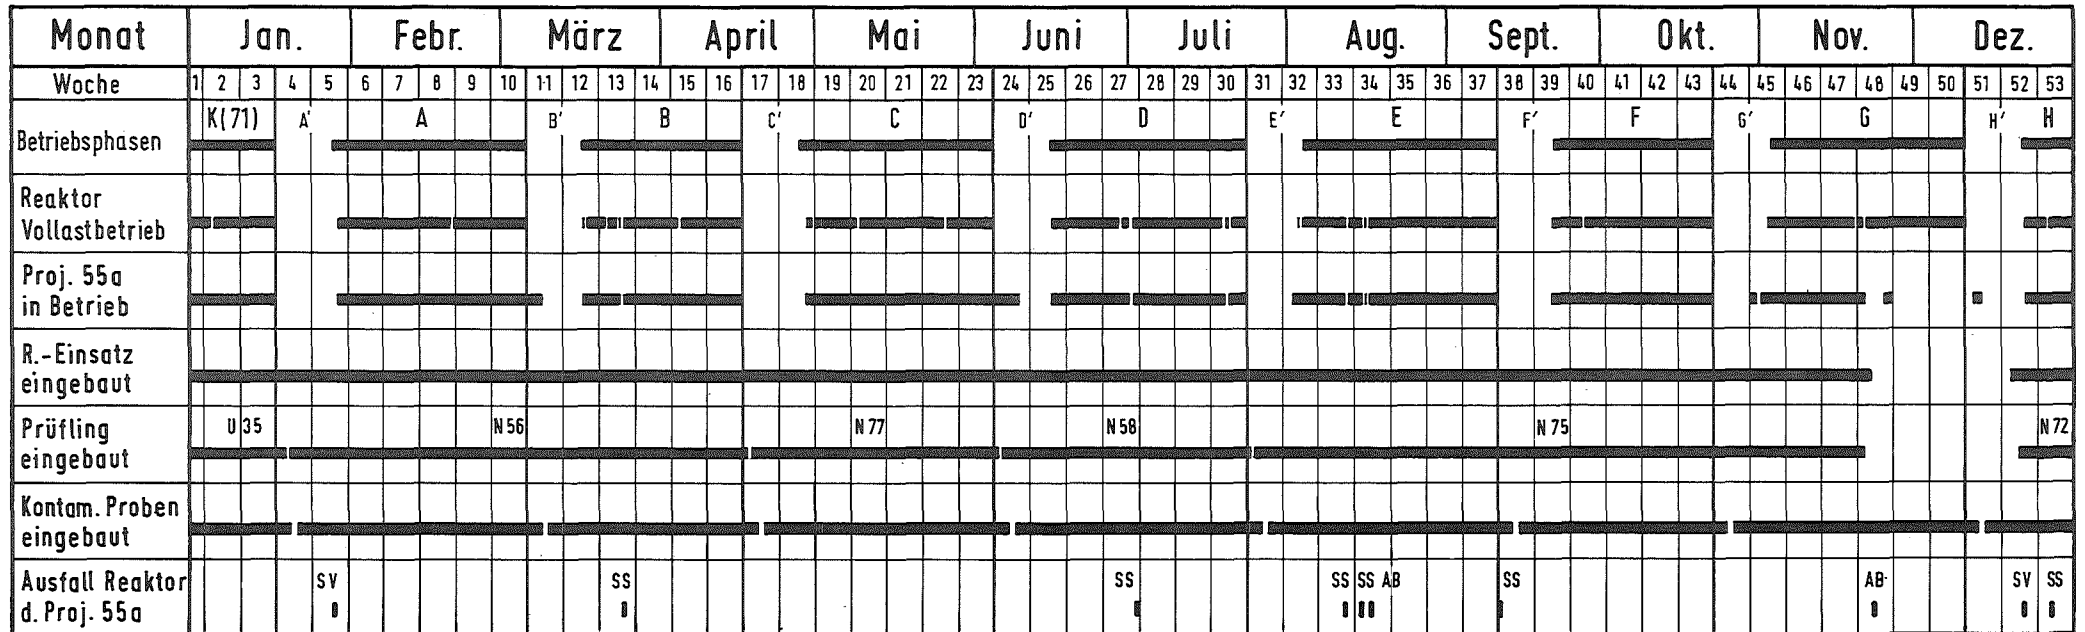 Monat Jan. Febr. März April Mai Juni Juli Aug. Sept. Okt. Nov. Dez.
Woche 1 2 3 4 5 6 7 8 9 10 11 12 13 14 15 16 17 18 19 20 21 22 23 24 25 26 27 28 29 30 31 32 33 34 35 36 37 38 39 40 41 42 43 44 45 46 47 48 49 50 51 52 53
K(71) A' A B' B C' C D' D E' E F' F G' G H' H
Betriebsphasen
Reaktor
Vollastbetrieb
Proj. 55a
in Betrieb
R.-Einsatz
eingebaut
Prüfling U 35 N 56 N 77 N 58 N 75 N 72
eingebaut
Kontam. Proben
eingebaut
Ausfall Reaktor SV SS SS SS SS AB SS AB SV SS
d. Proj. 55a